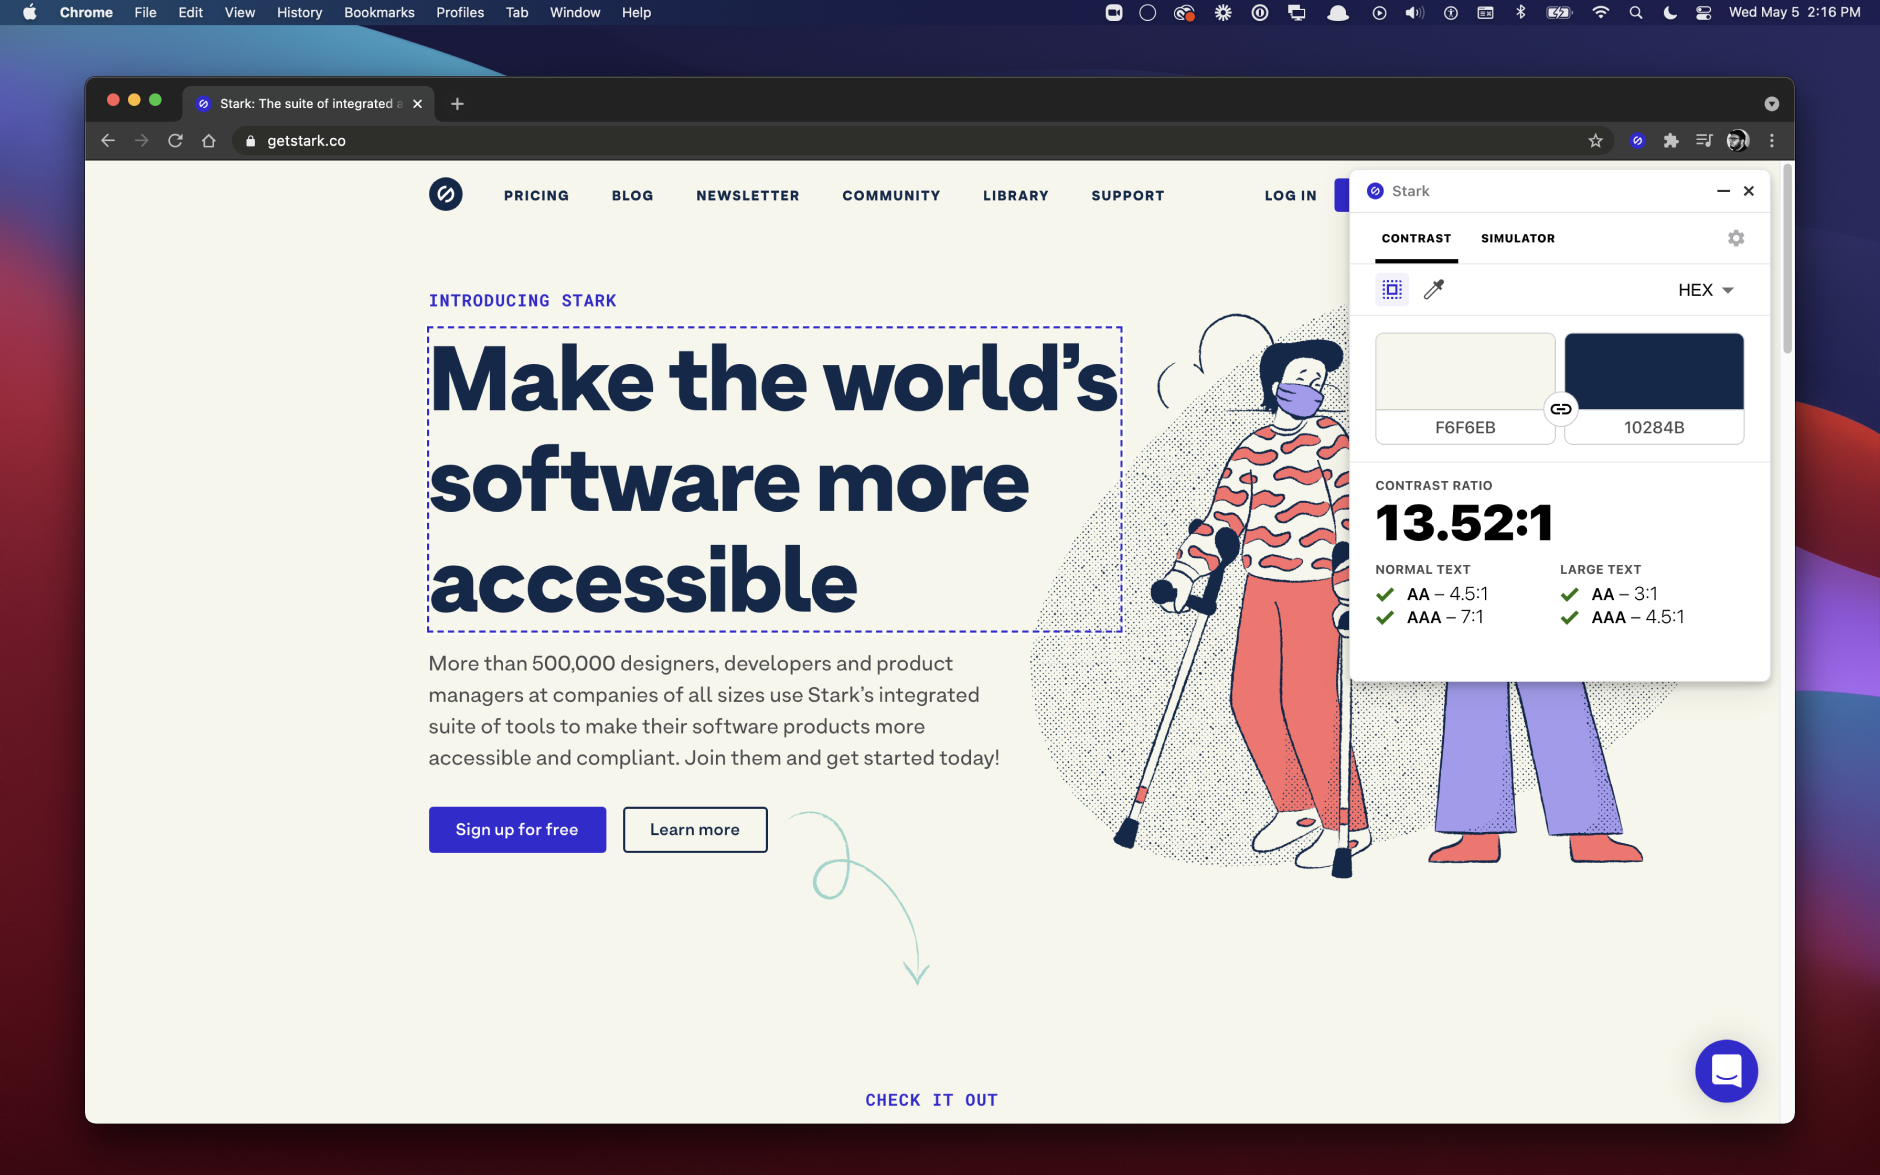 Chrome File Edit View History Bookmarks Profiles Tab Window Help
Wed May 5 2:16 PM
Stark: The suite of integrated
getstark.co
PRICING BLOG NEWSLETTER COMMUNITY LIBRARY SUPPORT LOG IN
INTRODUCING STARK
Make the world’s
software more
accessible
More than 500,000 designers, developers and product
managers at companies of all sizes use Stark’s integrated
suite of tools to make their software products more
accessible and compliant. Join them and get started today!
Sign up for free
Learn more
CHECK IT OUT
Stark
CONTRAST SIMULATOR
HEX
F6F6EB 10284B
CONTRAST RATIO
13.52:1
NORMAL TEXT LARGE TEXT
AA – 4.5:1 AA – 3:1
AAA – 7:1 AAA – 4.5:1